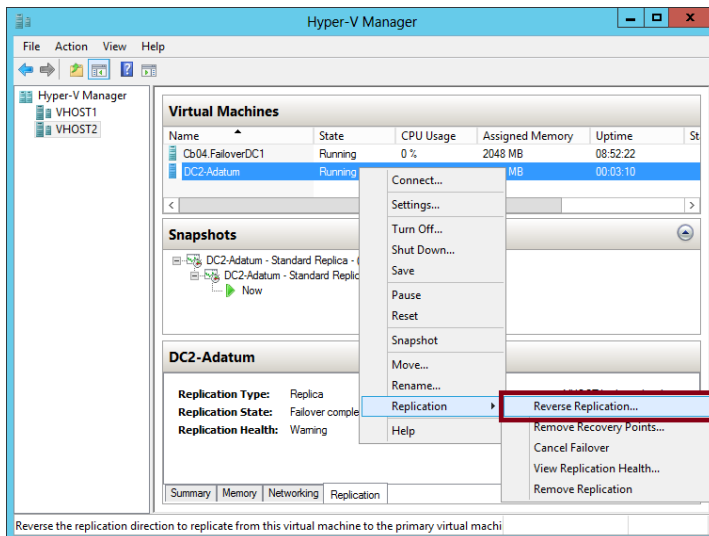 Hyper-V Manager
File Action View Help
Hyper-V Manager
VHOST1
VHOST2
Virtual Machines
Name State CPU Usage Assigned Memory Uptime St
Cb04.FailoverDC1 Running 0 % 2048 MB 08:52:22
DC2-Adatum Running MB 00:03:10
Snapshots
DC2-Adatum - Standard Replica - (
DC2-Adatum - Standard Replic
Now
DC2-Adatum
Replication Type: Replica
Replication State: Failover comple
Replication Health: Warning
Summary Memory Networking Replication
Connect...
Settings...
Turn Off...
Shut Down...
Save
Pause
Reset
Snapshot
Move...
Rename...
Replication
Help
Reverse Replication...
Remove Recovery Points...
Cancel Failover
View Replication Health...
Remove Replication
Reverse the replication direction to replicate from this virtual machine to the primary virtual machi